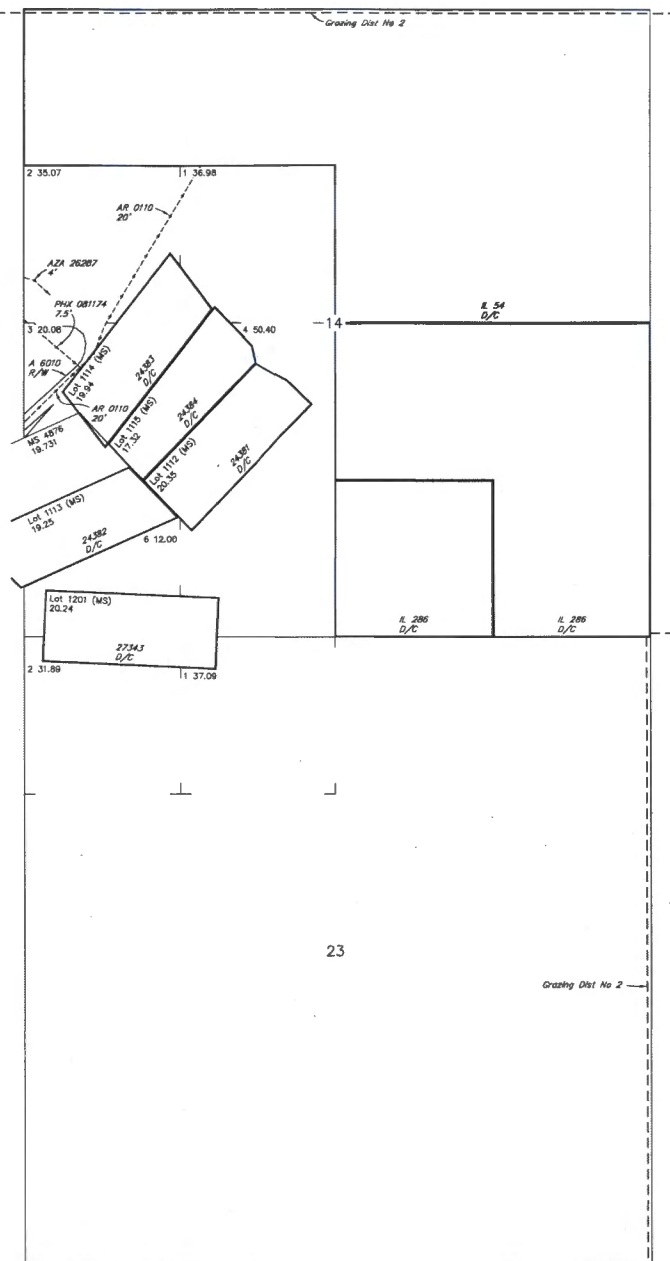 Grazing Dist No 2
2 35.07
1 36.98
AR 0110
20'
AZA 26287
4'
PHX 081174
7.5'
IL 54
D/C
3 20.08
4 50.40
14
A 6010
R/W
Lot 1114 (MS)
19.94
24383
D/C
AR 0110
20'
Lot 1115 (MS)
17.32
24384
D/C
MS 4876
19.731
Lot 1112 (MS)
20.35
24381
D/C
Lot 1113 (MS)
19.25
24382
D/C
6 12.00
Lot 1201 (MS)
20.24
27343
D/C
IL 286
D/C
IL 286
D/C
2 31.89
1 37.09
23
Grazing Dist No 2